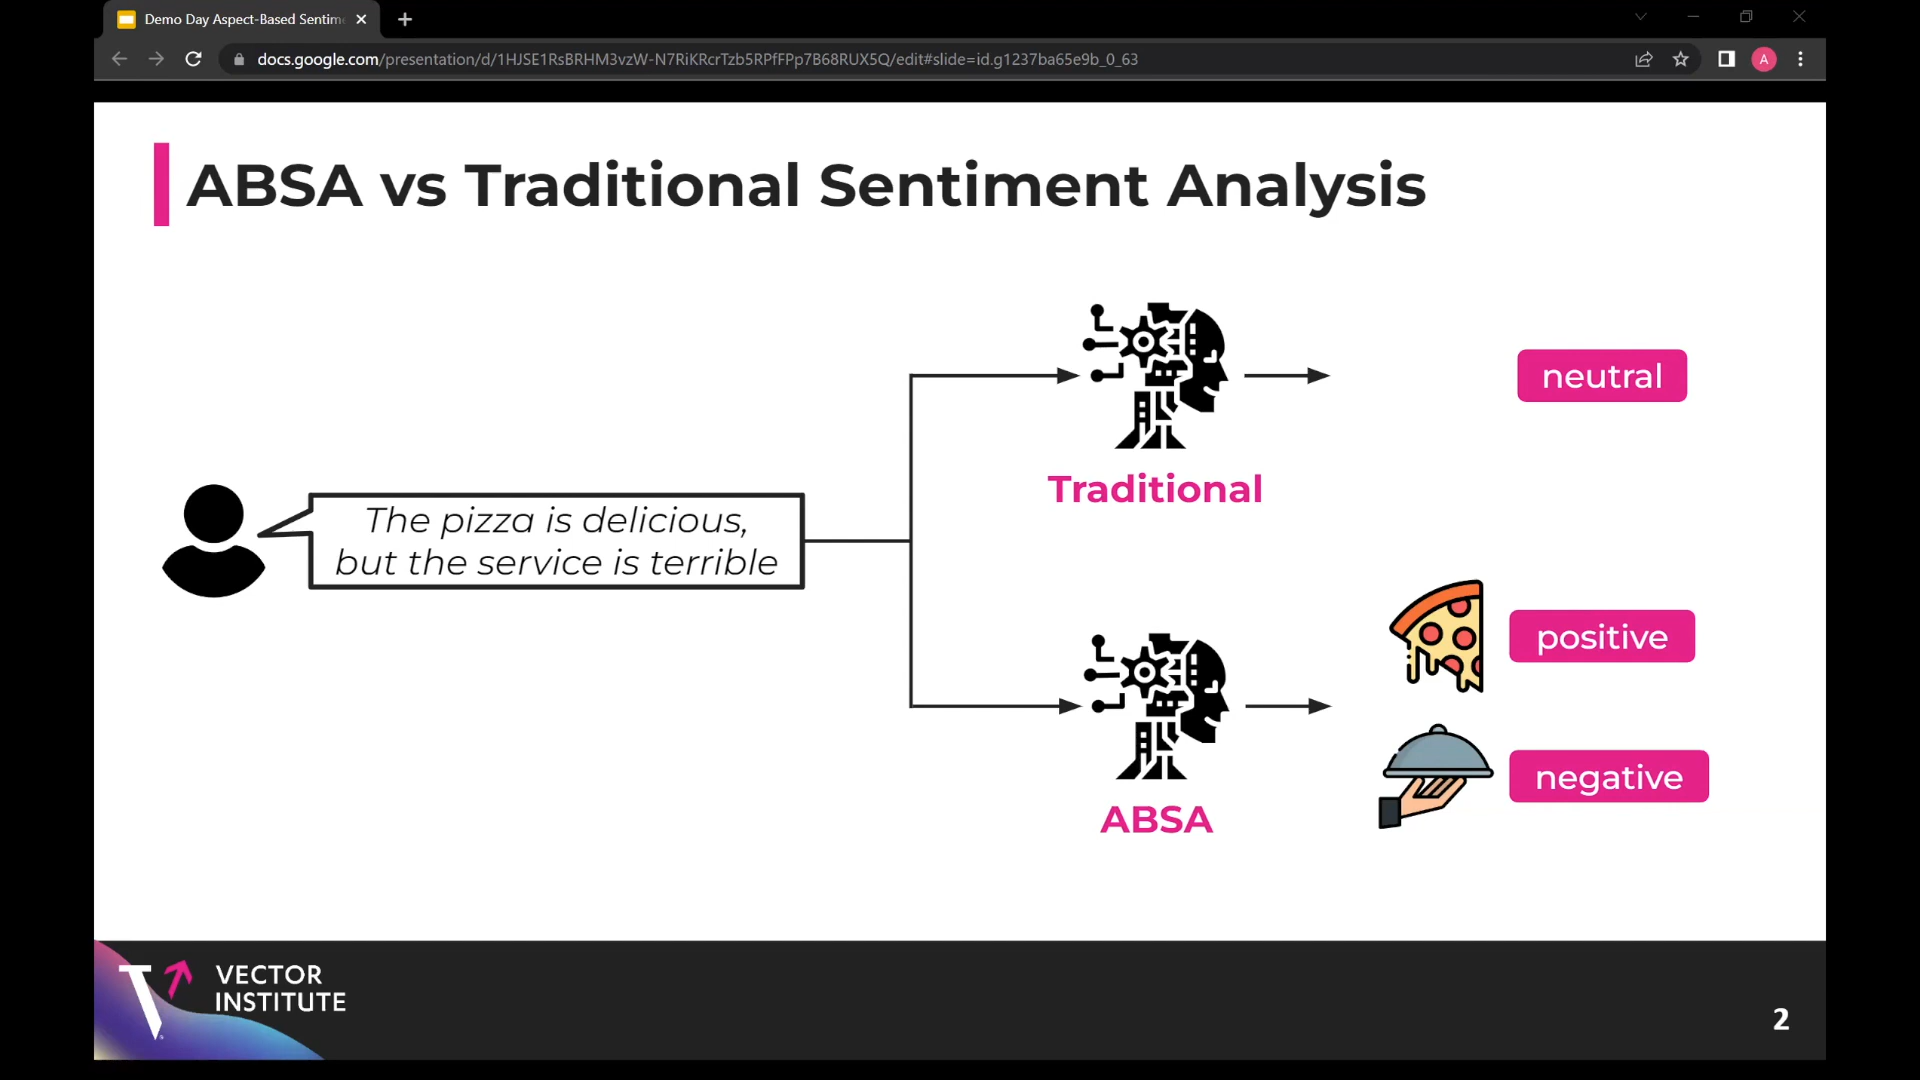 Demo Day Aspect-Based Sentim
docs.google.com/presentation/d/1HJSE1RsBRHM3vzW-N7RiKRcrTzb5RPfFPp7B68RUX5Q/edit#slide=id.g1237ba65e9b_0_63
A
ABSA vs Traditional Sentiment Analysis
neutral
Traditional
The pizza is delicious,
but the service is terrible
positive
negative
ABSA
VECTOR
INSTITUTE
2